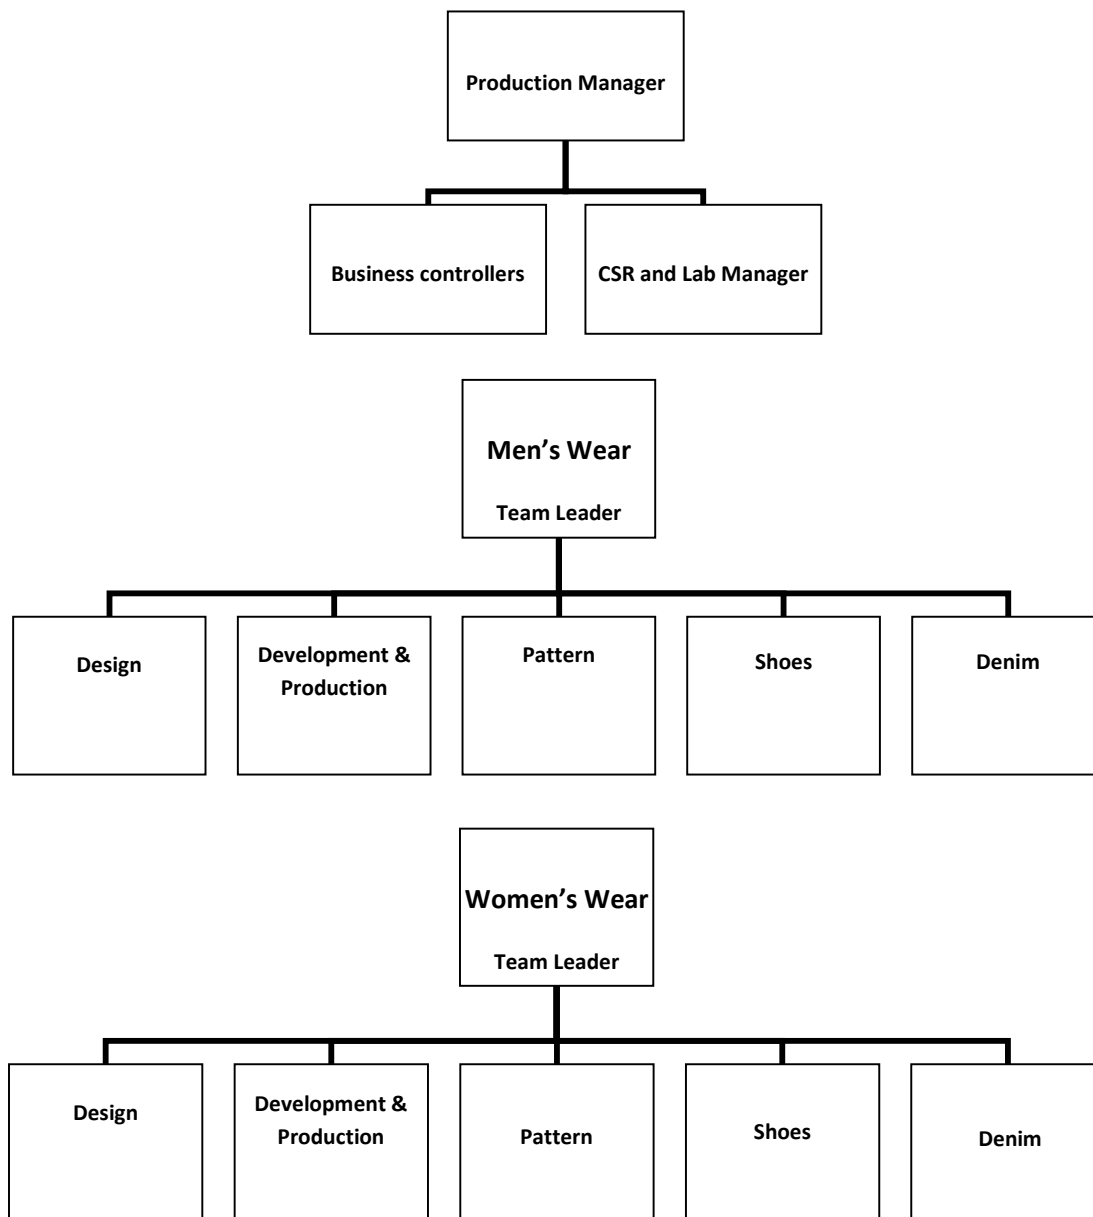 Production Manager
Business controllers
CSR and Lab Manager
Men’s Wear
Team Leader
Design
Development &
Production
Pattern
Shoes
Denim
Women’s Wear
Team Leader
Design
Development &
Production
Pattern
Shoes
Denim